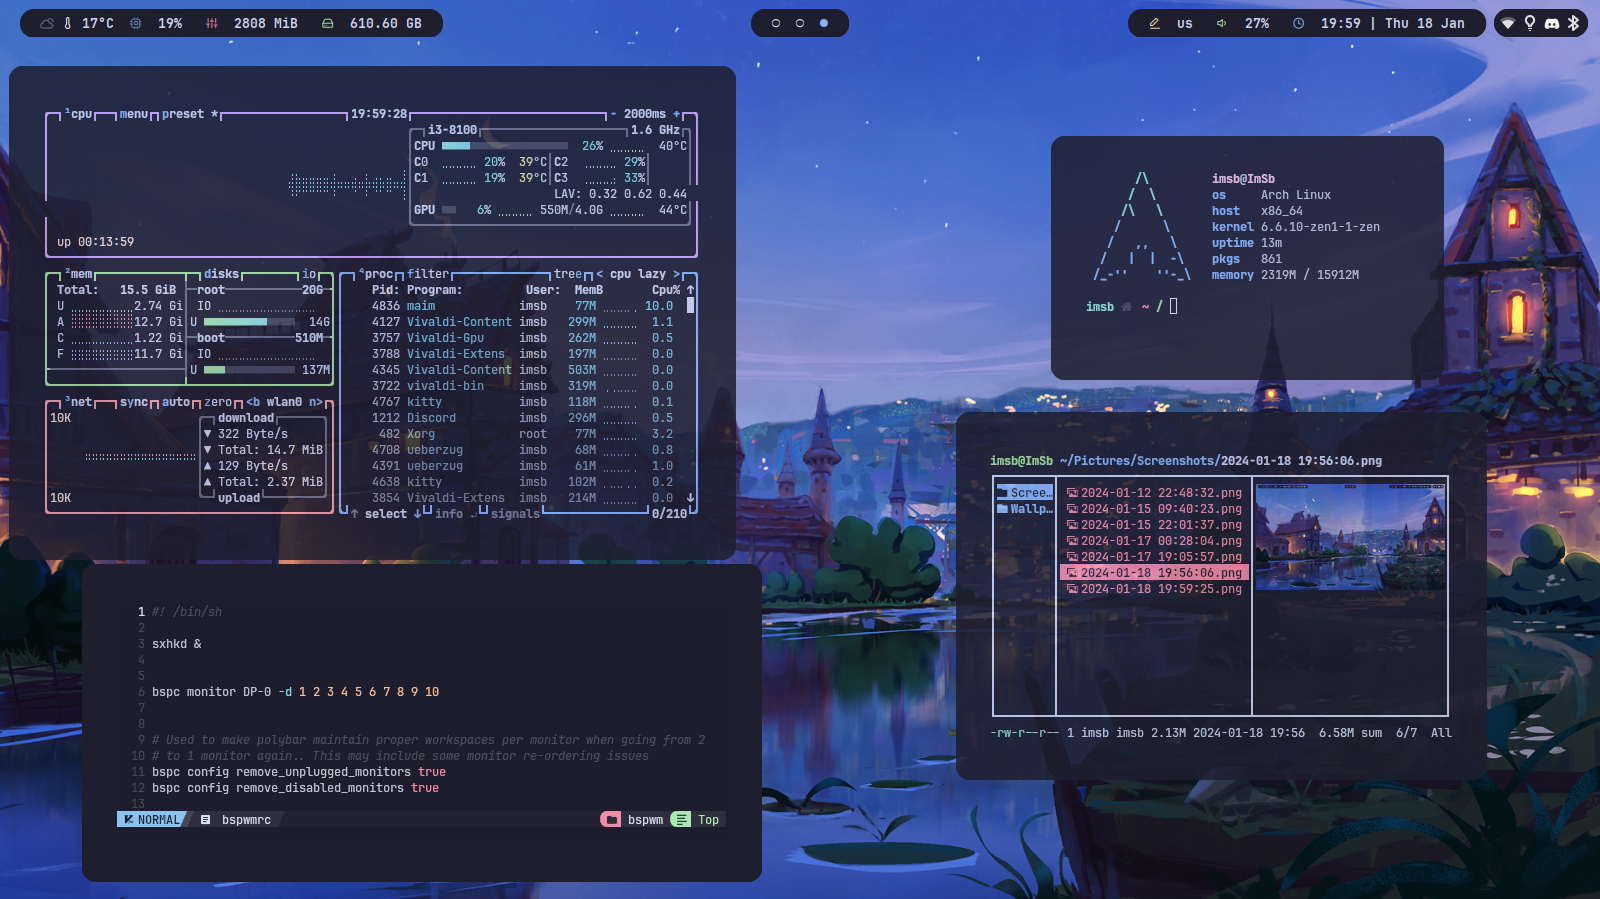 17°C 19% 2808 MiB 610.60 GB
us 27% 19:59 | Thu 18 Jan
¹cpu menu preset * 19:59:28 - 2000ms +
i3-8100 1.6 GHz
CPU 26% 40°C
C0 20% 39°C C2 29%
C1 19% 39°C C3 33%
LAV: 0.32 0.62 0.44
GPU 6% 550M/4.0G 44°C
up 00:13:59
²mem disks io
Total: 15.5 GiB root 20G
U 2.74 Gi IO
A 12.7 Gi U 14G
C 1.22 Gi boot 510M
F 11.7 Gi IO
U 137M
³net sync auto zero <b wlan0 n>
10K download
▼ 322 Byte/s
▼ Total: 14.7 MiB
▲ 129 Byte/s
▲ Total: 2.37 MiB
10K upload
⁴proc filter tree < cpu lazy >
Pid: Program: User: MemB Cpu% ↑
4836 maim imsb 77M 10.0
4127 Vivaldi-Content imsb 299M 1.1
3757 Vivaldi-Gpu imsb 262M 0.5
3788 Vivaldi-Extens imsb 197M 0.0
4345 Vivaldi-Content imsb 503M 0.0
3722 vivaldi-bin imsb 319M 0.0
4767 kitty imsb 118M 0.1
1212 Discord imsb 296M 0.5
482 Xorg root 77M 3.2
4708 ueberzug imsb 68M 0.8
4391 ueberzug imsb 61M 1.0
4638 kitty imsb 102M 0.2
3854 Vivaldi-Extens imsb 214M 0.0 ↓
↑ select ↓ info ↲ signals 0/210
imsb@ImSb
os Arch Linux
host x86_64
kernel 6.6.10-zen1-1-zen
uptime 13m
pkgs 861
memory 2319M / 15912M
imsb ~ /
imsb@ImSb ~/Pictures/Screenshots/2024-01-18 19:56:06.png
Scree…
Wallp…
2024-01-12 22:48:32.png
2024-01-15 09:40:23.png
2024-01-15 22:01:37.png
2024-01-17 00:28:04.png
2024-01-17 19:05:57.png
2024-01-18 19:56:06.png
2024-01-18 19:59:25.png
-rw-r--r-- 1 imsb imsb 2.13M 2024-01-18 19:56 6.58M sum 6/7 All
1 #! /bin/sh
2
3 sxhkd &
4
5
6 bspc monitor DP-0 -d 1 2 3 4 5 6 7 8 9 10
7
8
9 # Used to make polybar maintain proper workspaces per monitor when going from 2
10 # to 1 monitor again.. This may include some monitor re-ordering issues
11 bspc config remove_unplugged_monitors true
12 bspc config remove_disabled_monitors true
13
NORMAL bspwmrc bspwm Top